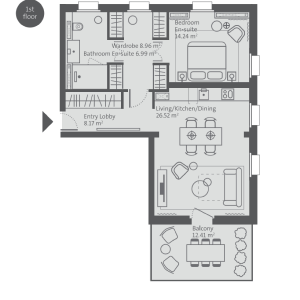 1st
floor
Bedroom
En-suite
14.24 m²
Wardrobe 8.96 m²
Bathroom En-suite 6.99 m²
Entry Lobby
8.37 m²
Living/Kitchen/Dining
26.52 m²
Balcony
12.41 m²